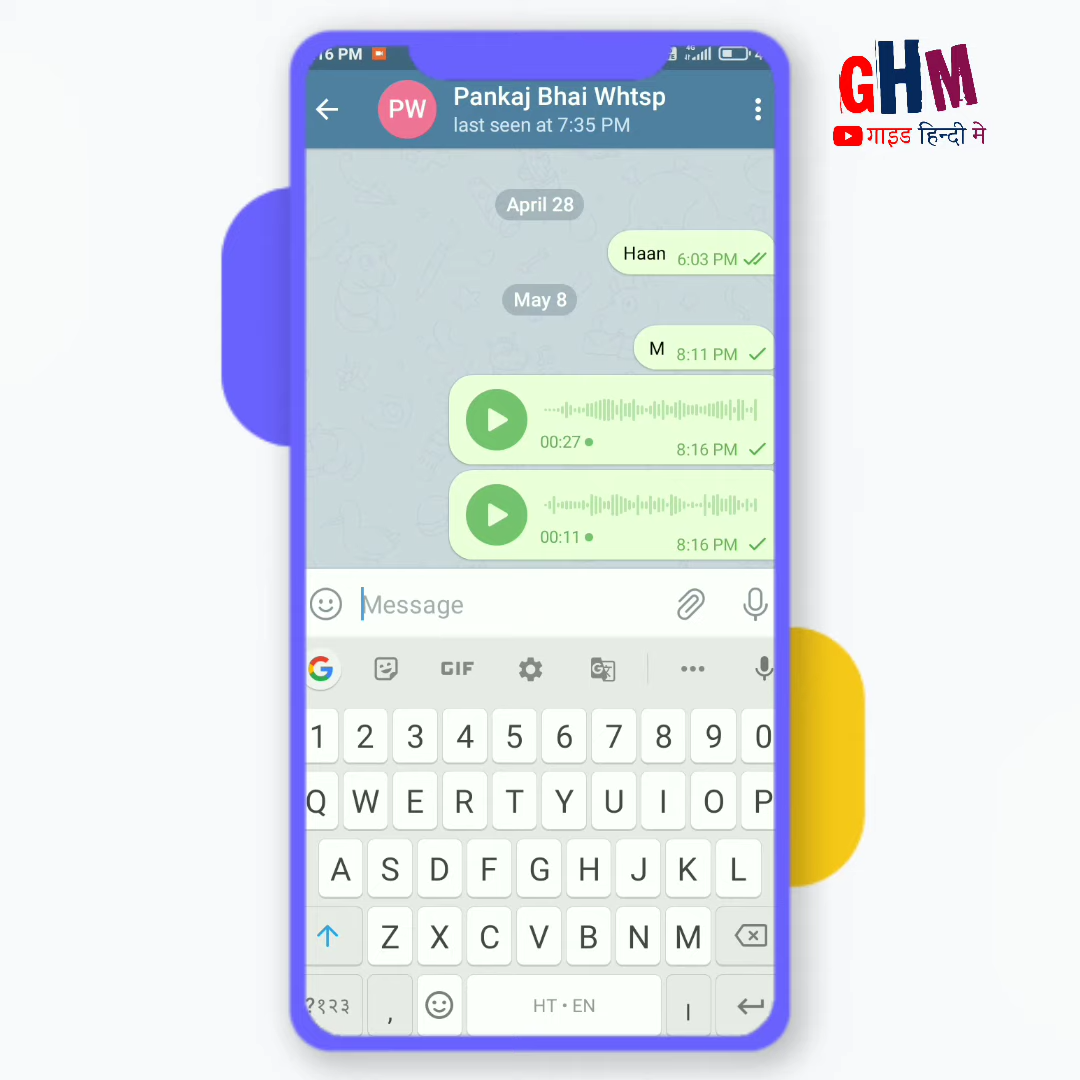 16 PM
4G
GHM
गाइड हिन्दी मे
PW
Pankaj Bhai Whtsp
last seen at 7:35 PM
April 28
Haan 6:03 PM
May 8
M 8:11 PM
00:27 8:16 PM
00:11 8:16 PM
Message
G GIF
1 2 3 4 5 6 7 8 9 0
Q W E R T Y U I O P
A S D F G H J K L
Z X C V B N M
?१२३ , HT • EN ।